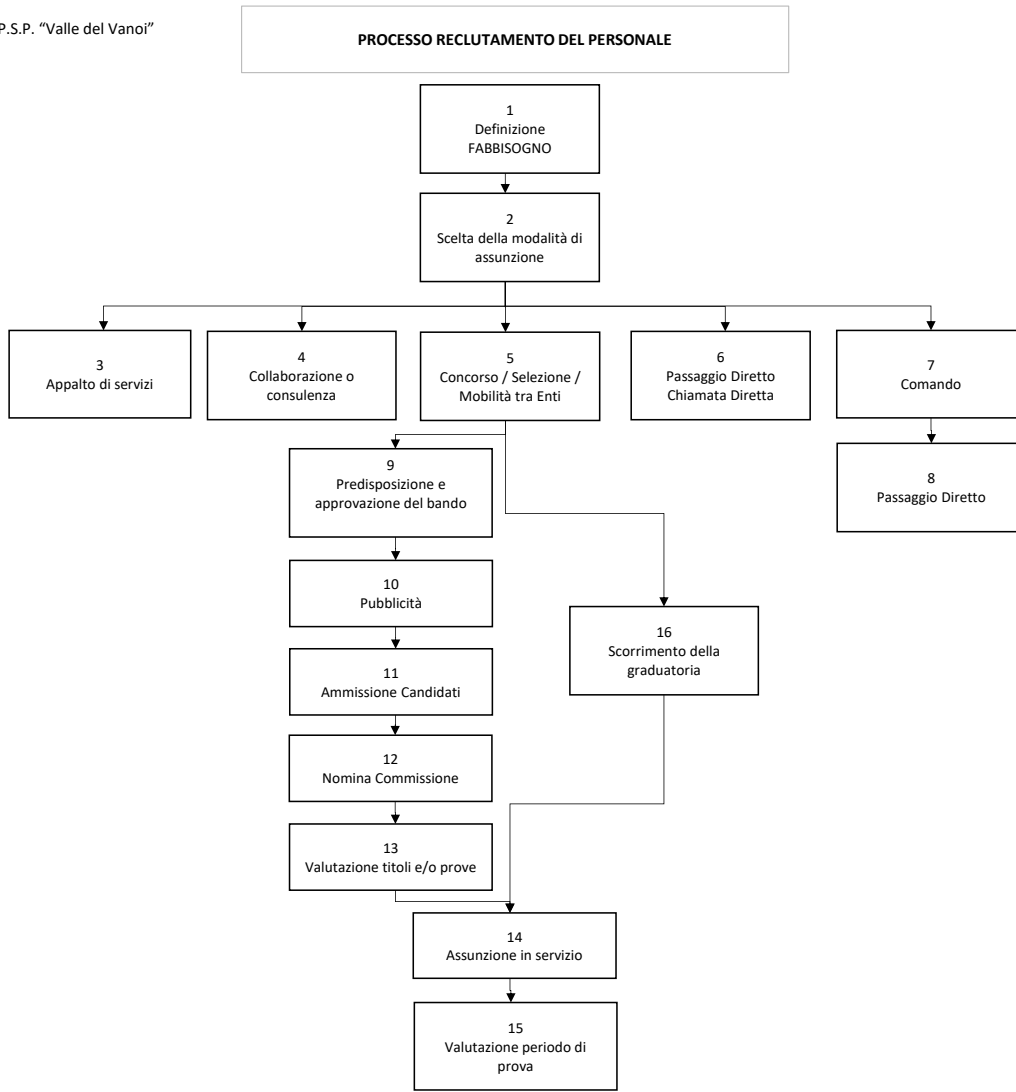 P.S.P. “Valle del Vanoi”
PROCESSO RECLUTAMENTO DEL PERSONALE
1
Definizione
FABBISOGNO
2
Scelta della modalità di
assunzione
3
Appalto di servizi
4
Collaborazione o
consulenza
5
Concorso / Selezione /
Mobilità tra Enti
6
Passaggio Diretto
Chiamata Diretta
7
Comando
8
Passaggio Diretto
9
Predisposizione e
approvazione del bando
10
Pubblicità
11
Ammissione Candidati
12
Nomina Commissione
13
Valutazione titoli e/o prove
16
Scorrimento della
graduatoria
14
Assunzione in servizio
15
Valutazione periodo di
prova